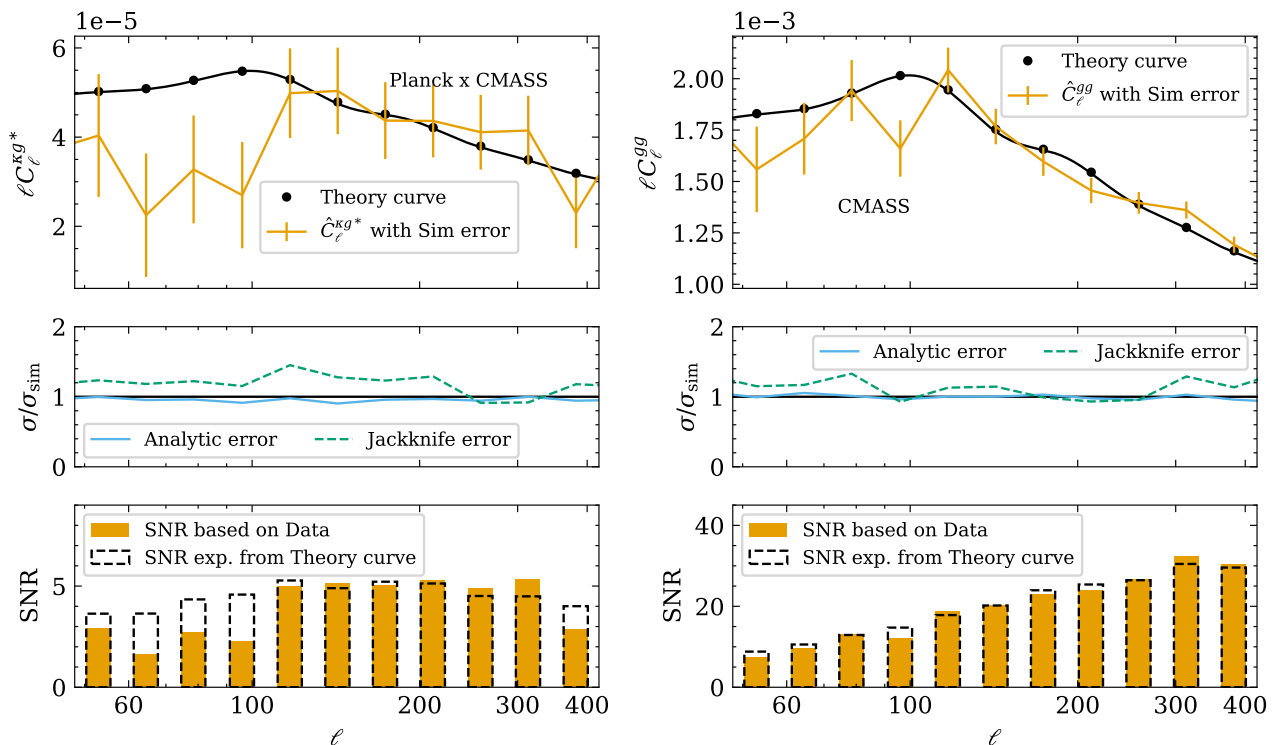 1e−5
6
4
2
ℓC_ℓ^{κg*}
Planck x CMASS
Theory curve
Ĉ_ℓ^{κg*} with Sim error
2
1
0
σ/σ_sim
Analytic error
Jackknife error
5
0
SNR
SNR based on Data
SNR exp. from Theory curve
60
100
200
300
400
ℓ
1e−3
2.00
1.75
1.50
1.25
1.00
ℓC_ℓ^{gg}
Theory curve
Ĉ_ℓ^{gg} with Sim error
CMASS
2
1
0
σ/σ_sim
Analytic error
Jackknife error
40
20
0
SNR
SNR based on Data
SNR exp. from Theory curve
60
100
200
300
400
ℓ